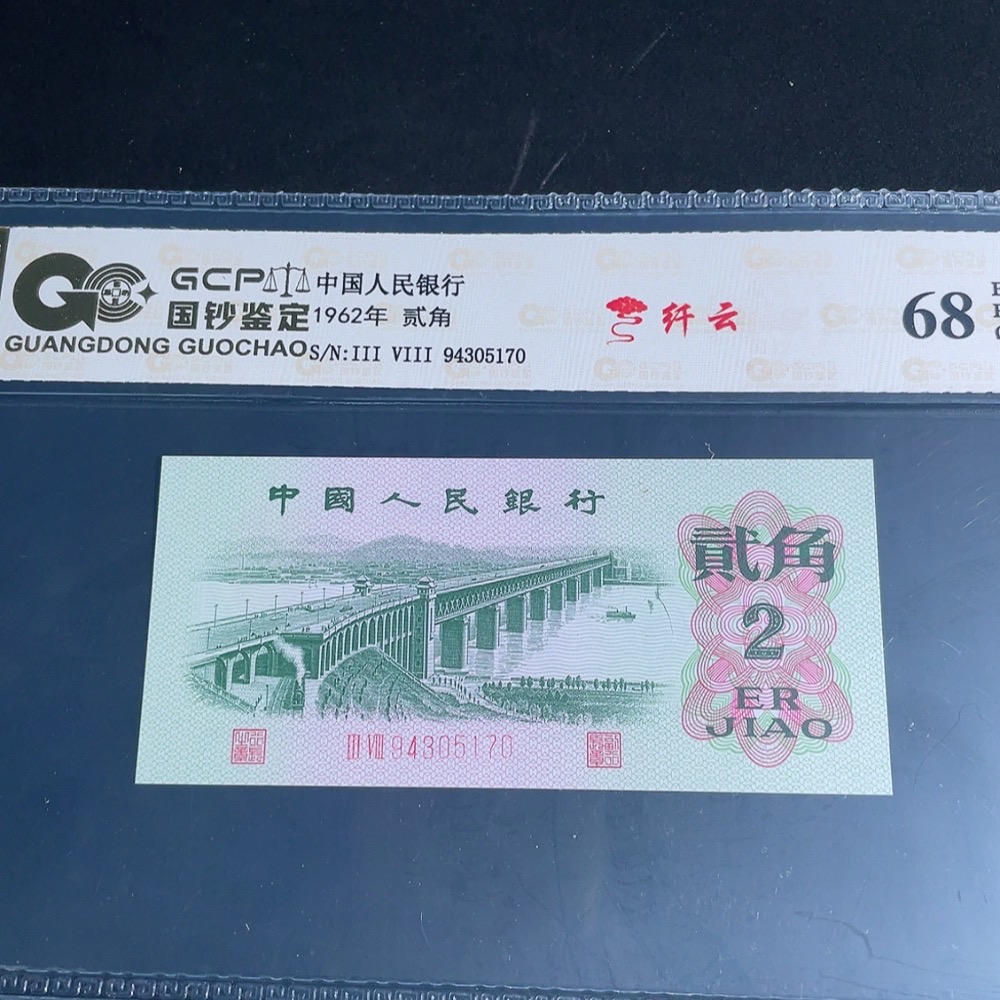 GCP 中国人民银行
国钞鉴定 1962年 贰角
GUANGDONG GUOCHAO S/N:III VIII 94305170
纤云
68
中國人民銀行
貳角
2
ER
JIAO
III VIII 94305170